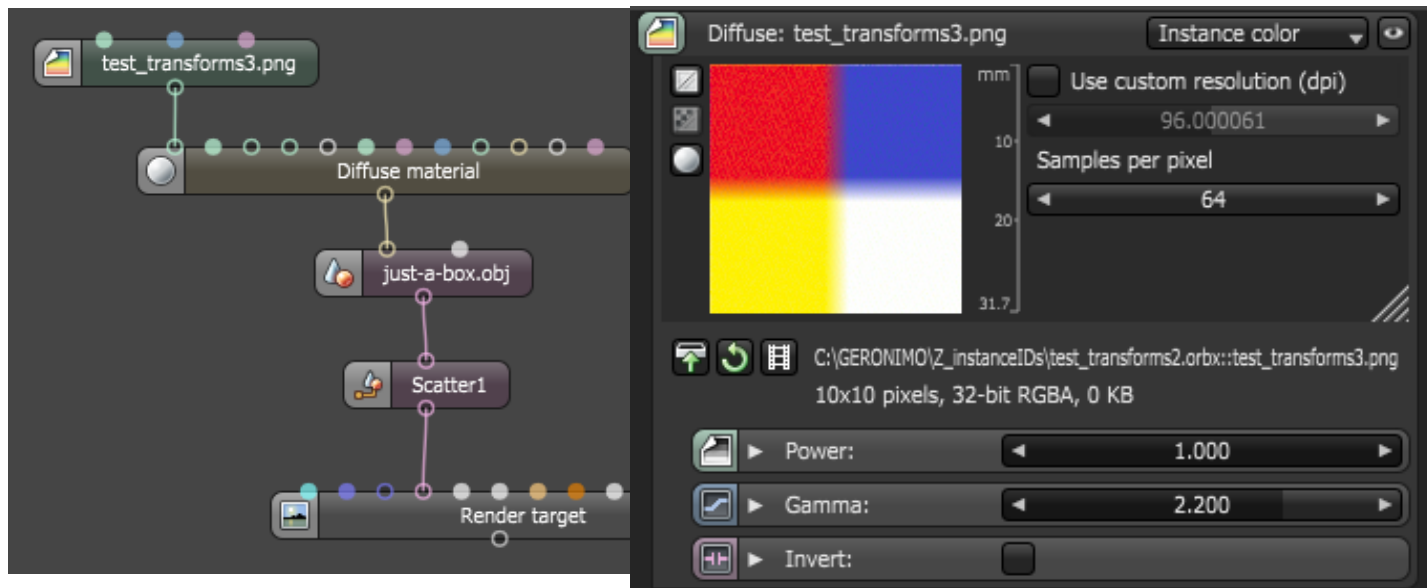 test_transforms3.png
Diffuse material
just-a-box.obj
Scatter1
Render target
Diffuse: test_transforms3.png
Instance color
mm
10
20
31.7
Use custom resolution (dpi)
96.000061
Samples per pixel
64
C:\GERONIMO\Z_instanceIDs\test_transforms2.orbx::test_transforms3.png
10x10 pixels, 32-bit RGBA, 0 KB
Power:
1.000
Gamma:
2.200
Invert: